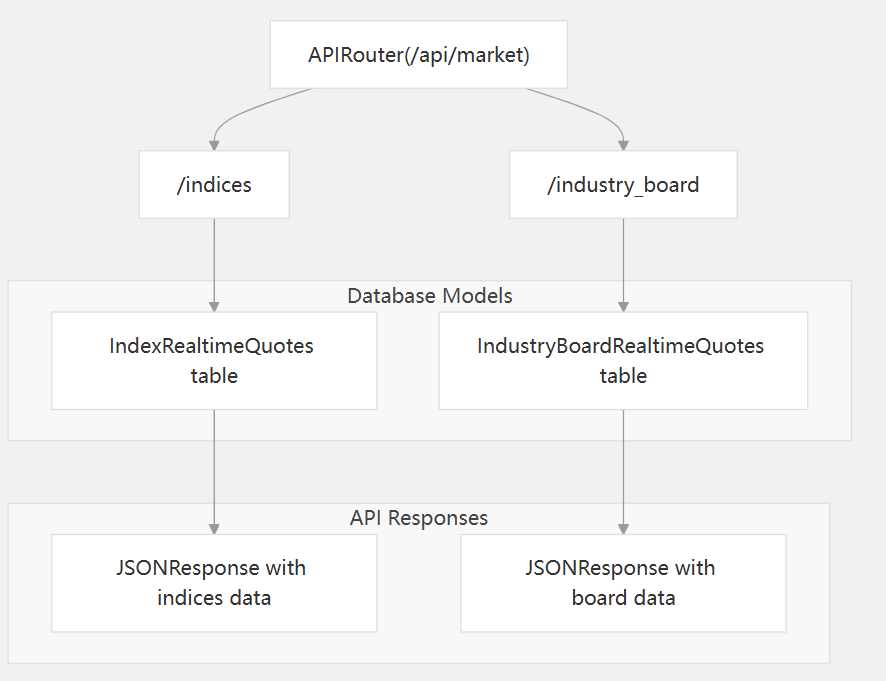 APIRouter(/api/market)
/indices
/industry_board
Database Models
IndexRealtimeQuotes
table
IndustryBoardRealtimeQuotes
table
API Responses
JSONResponse with
indices data
JSONResponse with
board data